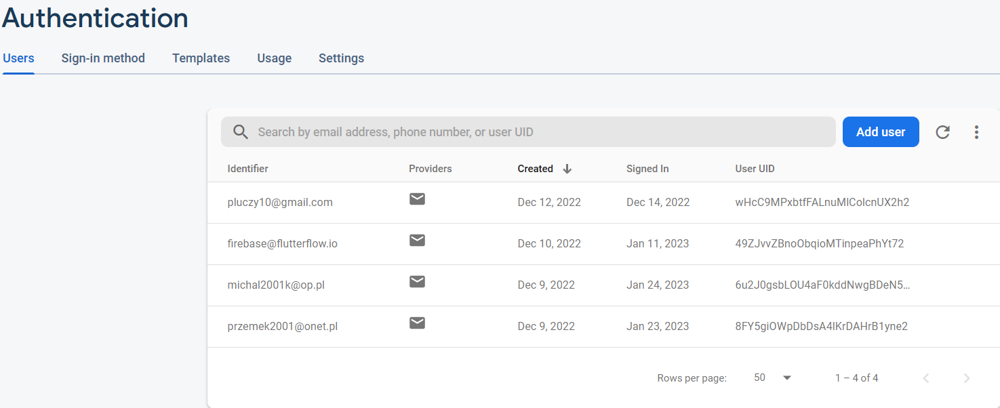 Authentication
Users Sign-in method Templates Usage Settings
Search by email address, phone number, or user UID Add user
Identifier Providers Created Signed In User UID
pluczy10@gmail.com Dec 12, 2022 Dec 14, 2022 wHcC9MPxbtfFALnuMlColcnUX2h2
firebase@flutterflow.io Dec 10, 2022 Jan 11, 2023 49ZJvvZBnoObqioMTinpeaPhYt72
michal2001k@op.pl Dec 9, 2022 Jan 24, 2023 6u2J0gsbLOU4aF0kddNwgBDeN5...
przemek2001@onet.pl Dec 9, 2022 Jan 23, 2023 8FY5giOWpDbDsA4lKrDAHrB1yne2
Rows per page: 50 1 – 4 of 4